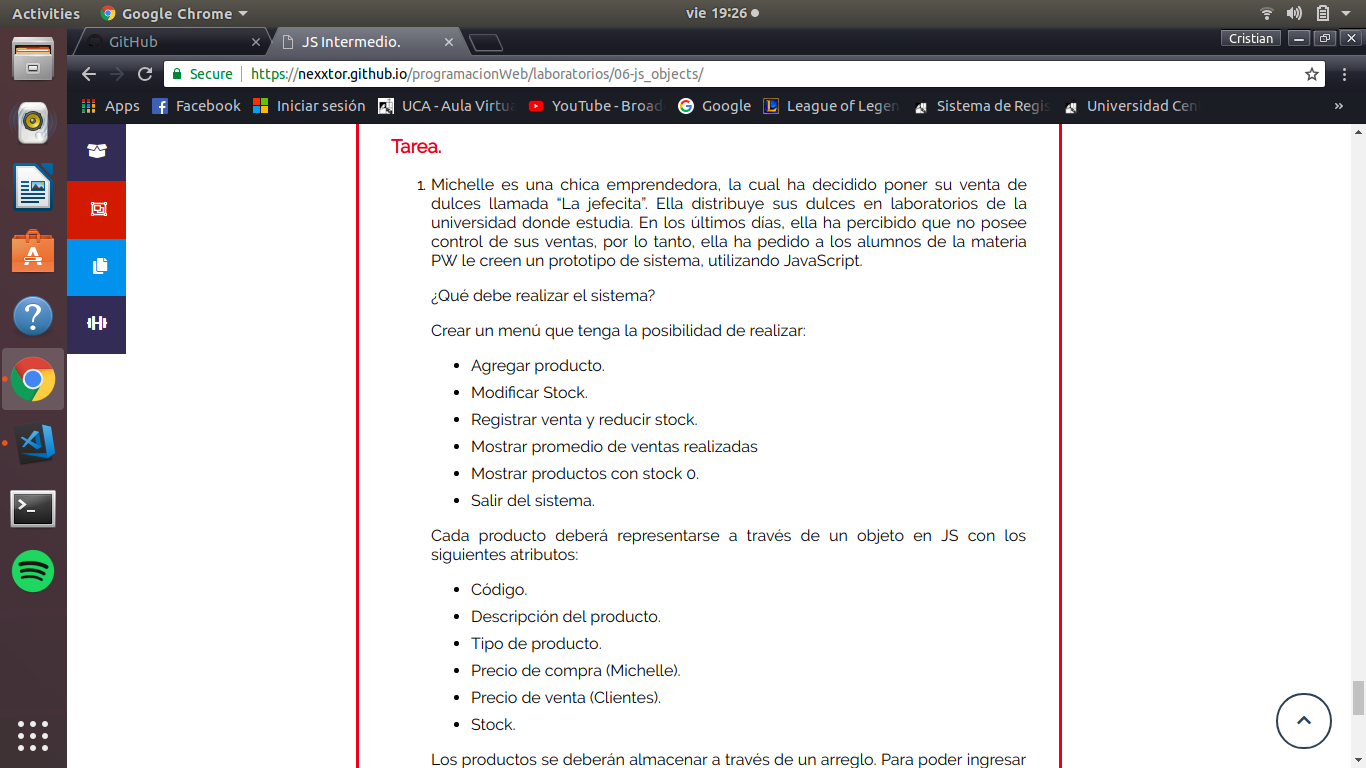 Activities Google Chrome vie 19:26
GitHub JS Intermedio. Cristian
Secure https://nexxtor.github.io/programacionWeb/laboratorios/06-js_objects/
Apps Facebook Iniciar sesión UCA - Aula Virtua YouTube - Broad Google League of Legen Sistema de Regis Universidad Cen »
Tarea.
1. Michelle es una chica emprendedora, la cual ha decidido poner su venta de
dulces llamada “La jefecita”. Ella distribuye sus dulces en laboratorios de la
universidad donde estudia. En los últimos días, ella ha percibido que no posee
control de sus ventas, por lo tanto, ella ha pedido a los alumnos de la materia
PW le creen un prototipo de sistema, utilizando JavaScript.
¿Qué debe realizar el sistema?
Crear un menú que tenga la posibilidad de realizar:
• Agregar producto.
• Modificar Stock.
• Registrar venta y reducir stock.
• Mostrar promedio de ventas realizadas
• Mostrar productos con stock 0.
• Salir del sistema.
Cada producto deberá representarse a través de un objeto en JS con los
siguientes atributos:
• Código.
• Descripción del producto.
• Tipo de producto.
• Precio de compra (Michelle).
• Precio de venta (Clientes).
• Stock.
Los productos se deberán almacenar a través de un arreglo. Para poder ingresar